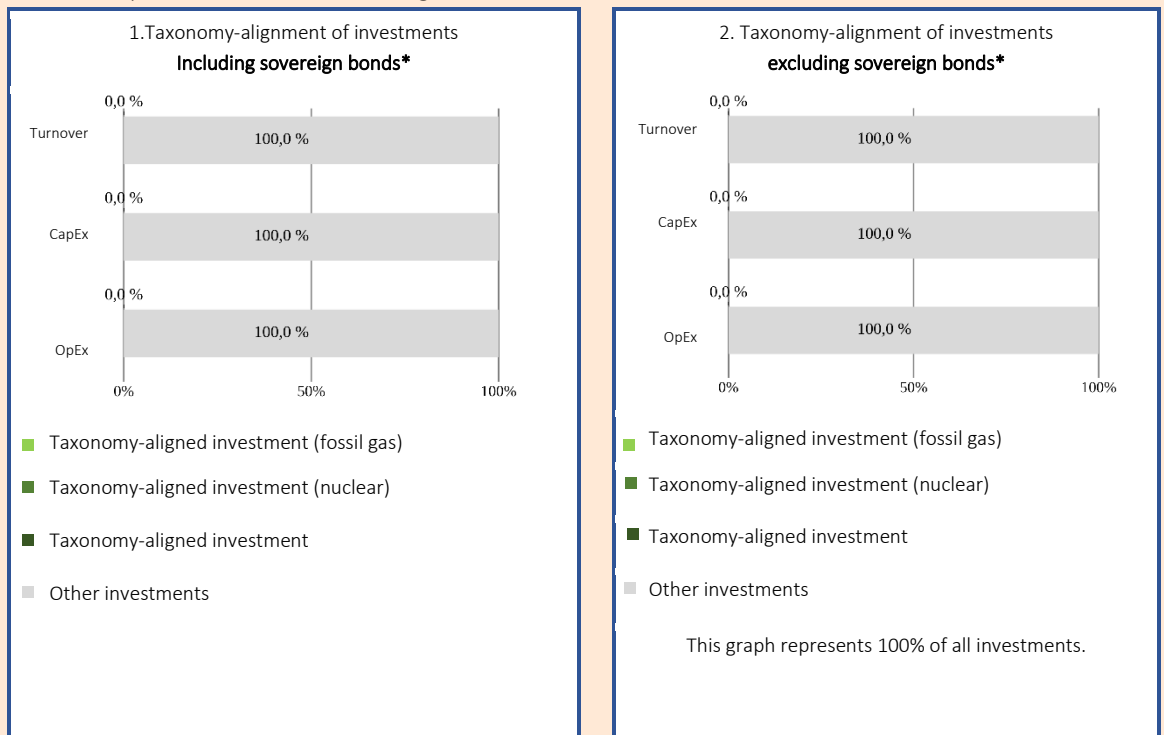 1.Taxonomy-alignment of investments
Including sovereign bonds*
0,0 %
Turnover
100,0 %
0,0 %
CapEx
100,0 %
0,0 %
100,0 %
OpEx
0%
50%
100%
Taxonomy-aligned investment (fossil gas)
Taxonomy-aligned investment (nuclear)
Taxonomy-aligned investment
Other investments
2. Taxonomy-alignment of investments
excluding sovereign bonds*
0,0 %
Turnover
100,0 %
0,0 %
CapEx
100,0 %
0,0 %
100,0 %
OpEx
0%
50%
100%
Taxonomy-aligned investment (fossil gas)
Taxonomy-aligned investment (nuclear)
Taxonomy-aligned investment
Other investments
This graph represents 100% of all investments.